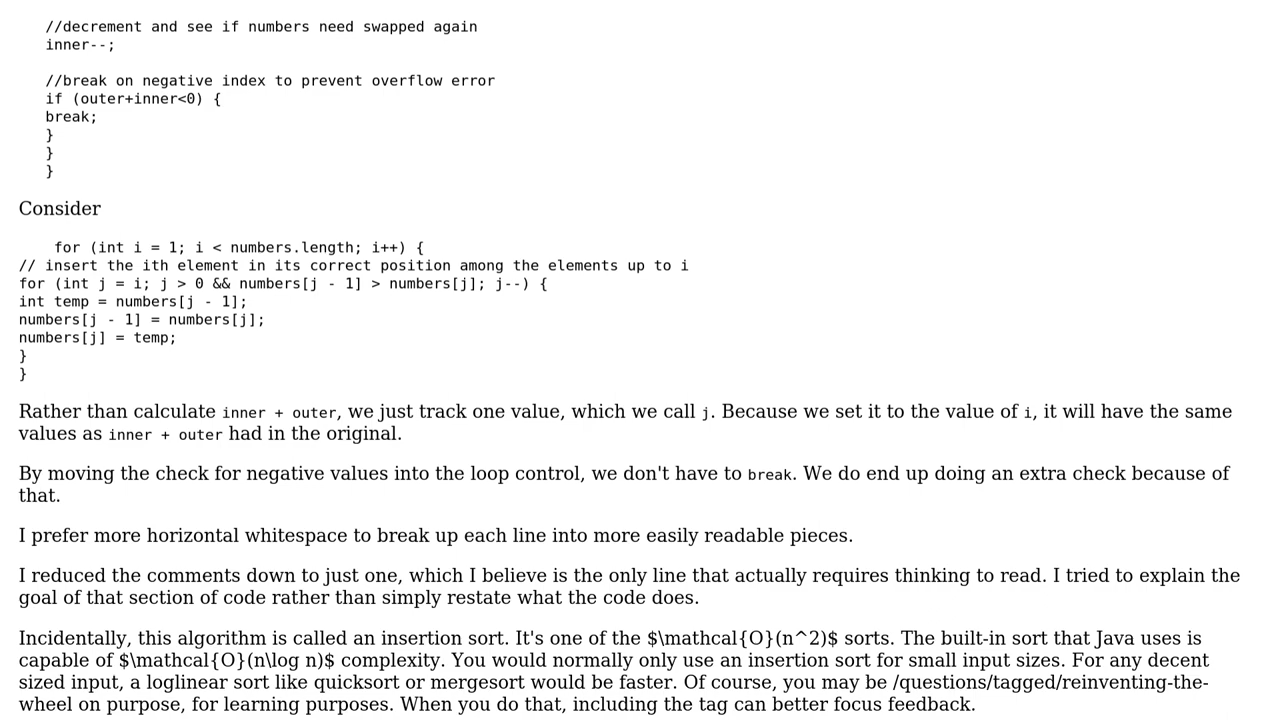 //decrement and see if numbers need swapped again
inner--;
//break on negative index to prevent overflow error
if (outer+inner<0) {
break;
}
}
}
Consider
for (int i = 1; i < numbers.length; i++) {
// insert the ith element in its correct position among the elements up to i
for (int j = i; j > 0 && numbers[j - 1] > numbers[j]; j--) {
int temp = numbers[j - 1];
numbers[j - 1] = numbers[j];
numbers[j] = temp;
}
}
Rather than calculate inner + outer, we just track one value, which we call j. Because we set it to the value of i, it will have the same
values as inner + outer had in the original.
By moving the check for negative values into the loop control, we don't have to break. We do end up doing an extra check because of
that.
I prefer more horizontal whitespace to break up each line into more easily readable pieces.
I reduced the comments down to just one, which I believe is the only line that actually requires thinking to read. I tried to explain the
goal of that section of code rather than simply restate what the code does.
Incidentally, this algorithm is called an insertion sort. It's one of the $\mathcal{O}(n^2)$ sorts. The built-in sort that Java uses is
capable of $\mathcal{O}(n\log n)$ complexity. You would normally only use an insertion sort for small input sizes. For any decent
sized input, a loglinear sort like quicksort or mergesort would be faster. Of course, you may be /questions/tagged/reinventing-the-
wheel on purpose, for learning purposes. When you do that, including the tag can better focus feedback.